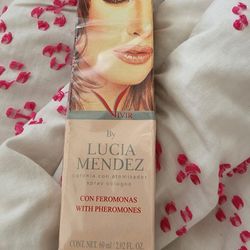 VIVIR
By
LUCIA
MENDEZ
colonia con atomizador
spray cologne
CON FEROMONAS
WITH PHEROMONES
CONT. NET. 60 ml / 2.02 FL. OZ.